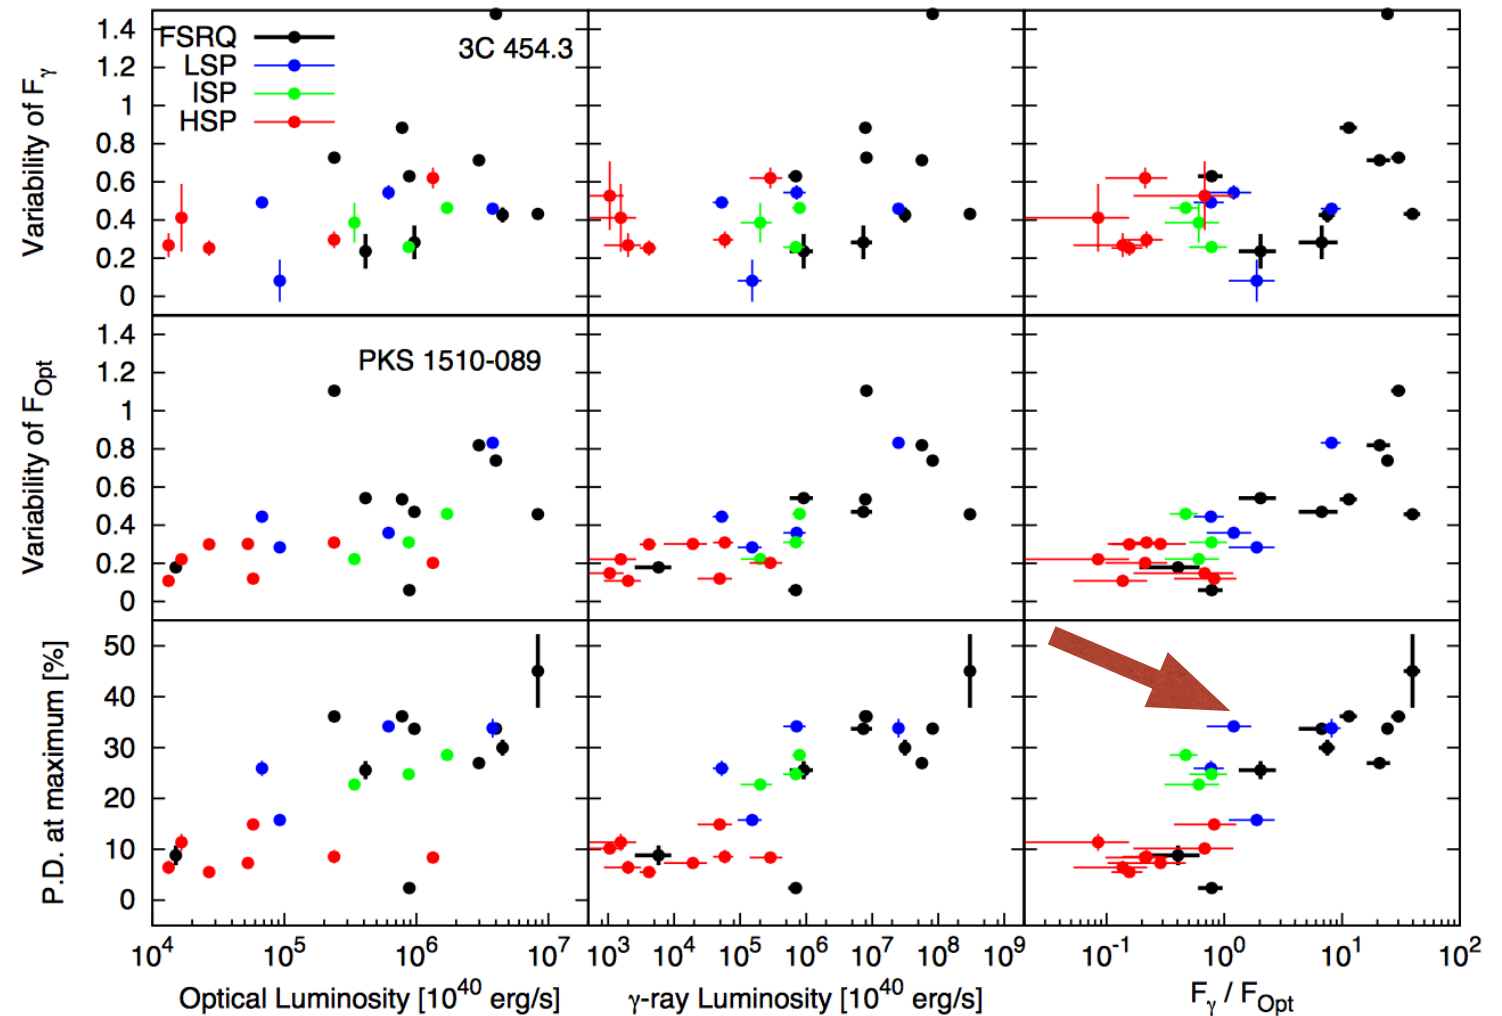 FSRQ
LSP
ISP
HSP
3C 454.3
Variability of Fγ
1.4
1.2
1
0.8
0.6
0.4
0.2
0
PKS 1510-089
Variability of FOpt
1.4
1.2
1
0.8
0.6
0.4
0.2
0
P.D. at maximum [%]
50
40
30
20
10
0
10^4 10^5 10^6 10^7
10^3 10^4 10^5 10^6 10^7 10^8 10^9
10^-1 10^0 10^1 10^2
Optical Luminosity [10^40 erg/s]
γ-ray Luminosity [10^40 erg/s]
Fγ / FOpt